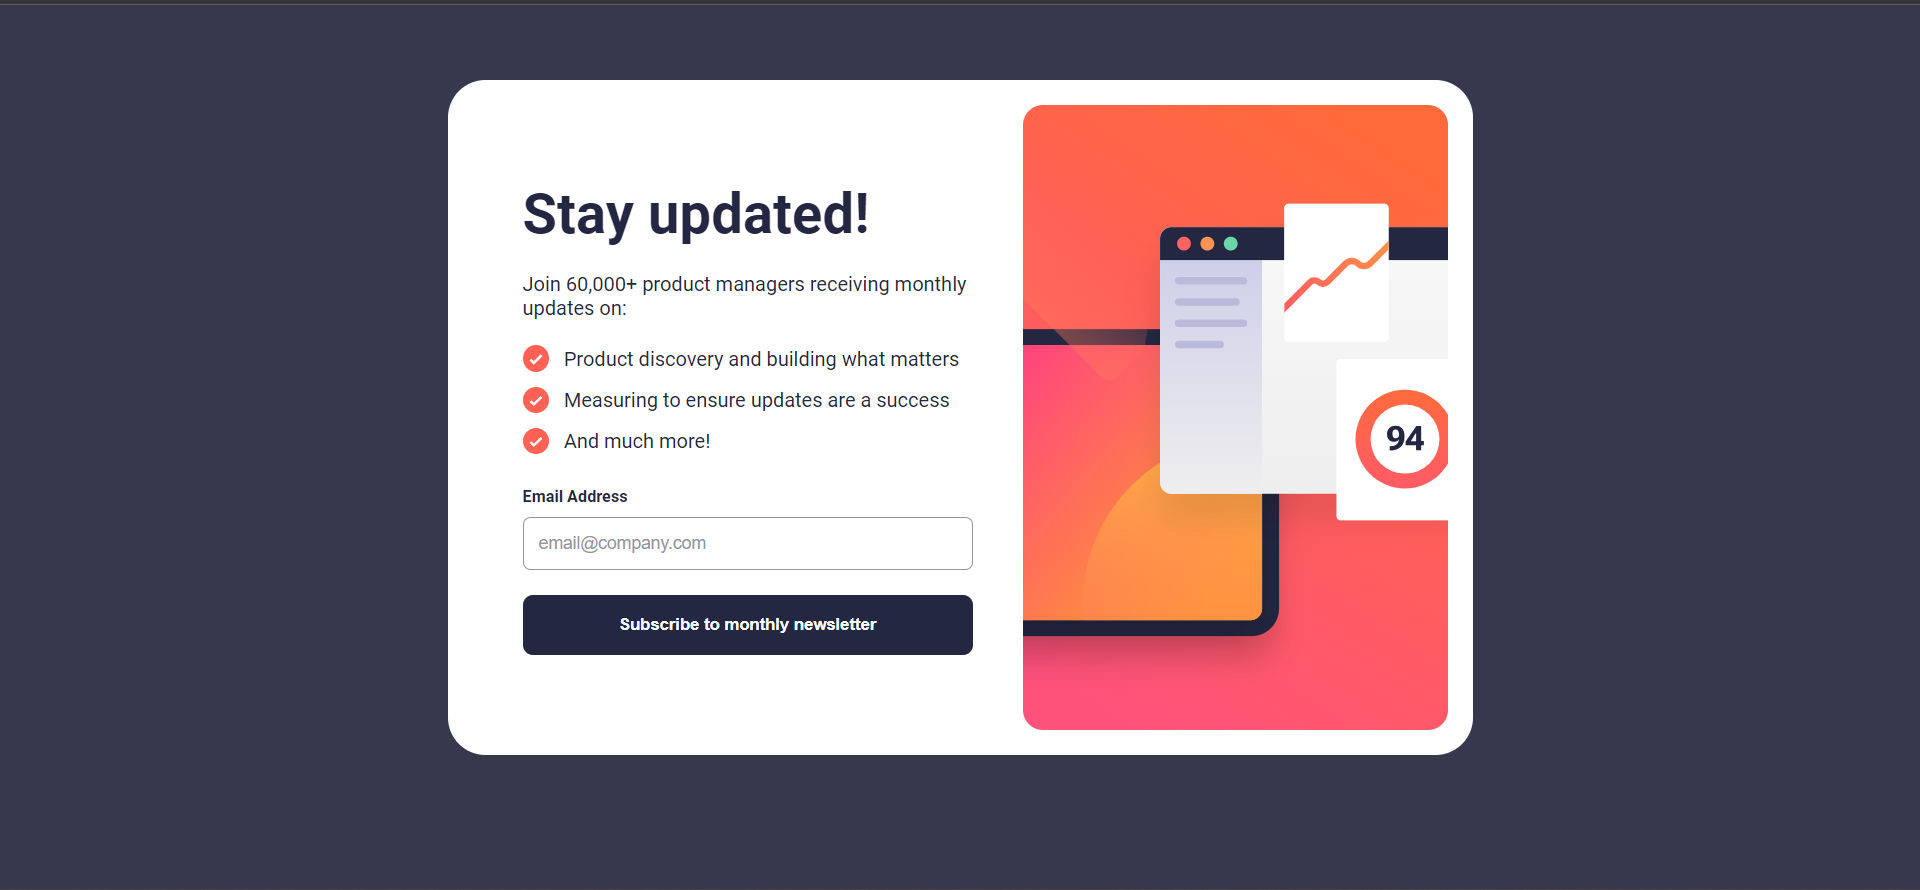 Stay updated!
Join 60,000+ product managers receiving monthly
updates on:
Product discovery and building what matters
Measuring to ensure updates are a success
And much more!
Email Address
email@company.com
Subscribe to monthly newsletter
94